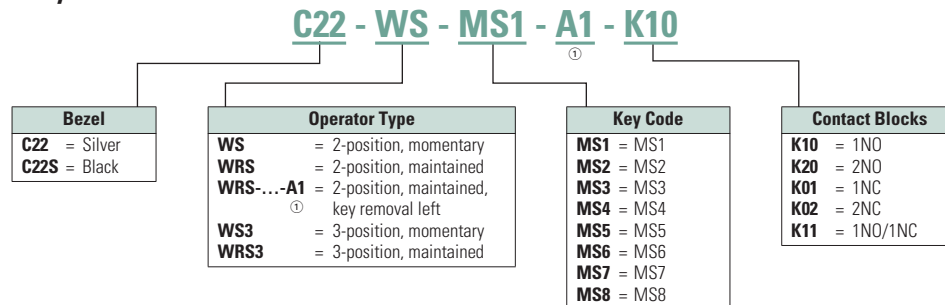 C22 - WS - MS1 - A1 - K10
①
Bezel
C22 = Silver
C22S = Black
Operator Type
WS = 2-position, momentary
WRS = 2-position, maintained
WRS-...-A1 = 2-position, maintained,
① key removal left
WS3 = 3-position, momentary
WRS3 = 3-position, maintained
Key Code
MS1 = MS1
MS2 = MS2
MS3 = MS3
MS4 = MS4
MS5 = MS5
MS6 = MS6
MS7 = MS7
MS8 = MS8
Contact Blocks
K10 = 1NO
K20 = 2NO
K01 = 1NC
K02 = 2NC
K11 = 1NO/1NC